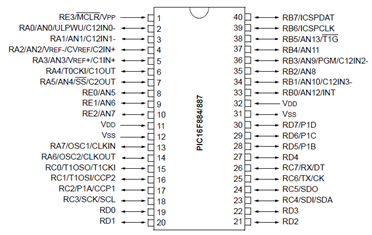 RE3/MCLR/VPP 1 40 RB7/ICSPDAT
RA0/AN0/ULPWU/C12IN0- 2 39 RB6/ICSPCLK
RA1/AN1/C12IN1- 3 38 RB5/AN13/T1G
RA2/AN2/VREF-/CVREF/C2IN+ 4 37 RB4/AN11
RA3/AN3/VREF+/C1IN+ 5 36 RB3/AN9/PGM/C12IN2-
RA4/T0CKI/C1OUT 6 35 RB2/AN8
RA5/AN4/SS/C2OUT 7 34 RB1/AN10/C12IN3-
RE0/AN5 8 33 RB0/AN12/INT
RE1/AN6 9 32 VDD
RE2/AN7 10 31 VSS
VDD 11 30 RD7/P1D
VSS 12 29 RD6/P1C
RA7/OSC1/CLKIN 13 28 RD5/P1B
RA6/OSC2/CLKOUT 14 27 RD4
RC0/T1OSO/T1CKI 15 26 RC7/RX/DT
RC1/T1OSI/CCP2 16 25 RC6/TX/CK
RC2/P1A/CCP1 17 24 RC5/SDO
RC3/SCK/SCL 18 23 RC4/SDI/SDA
RD0 19 22 RD3
RD1 20 21 RD2
PIC16F884/887